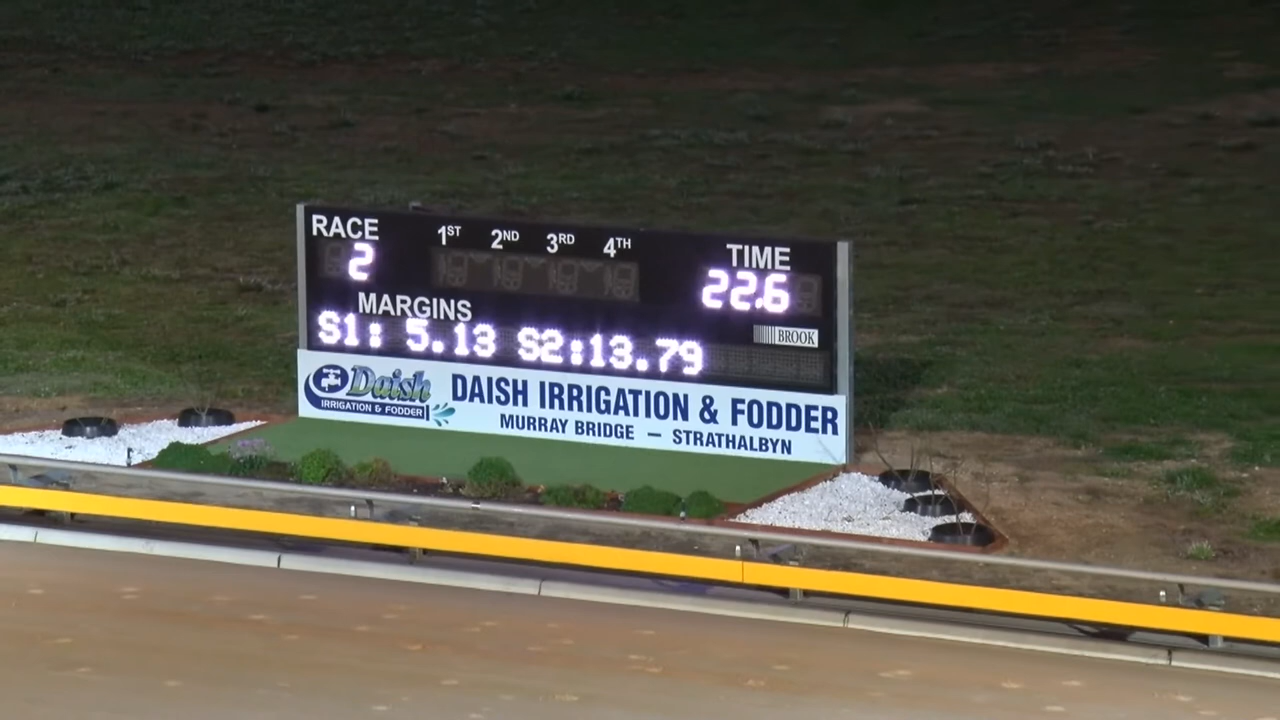 RACE 1ST 2ND 3RD 4TH TIME
2 22.6
MARGINS
S1: 5.13 S2:13.79
BROOK
Daish
IRRIGATION & FODDER
DAISH IRRIGATION & FODDER
MURRAY BRIDGE – STRATHALBYN